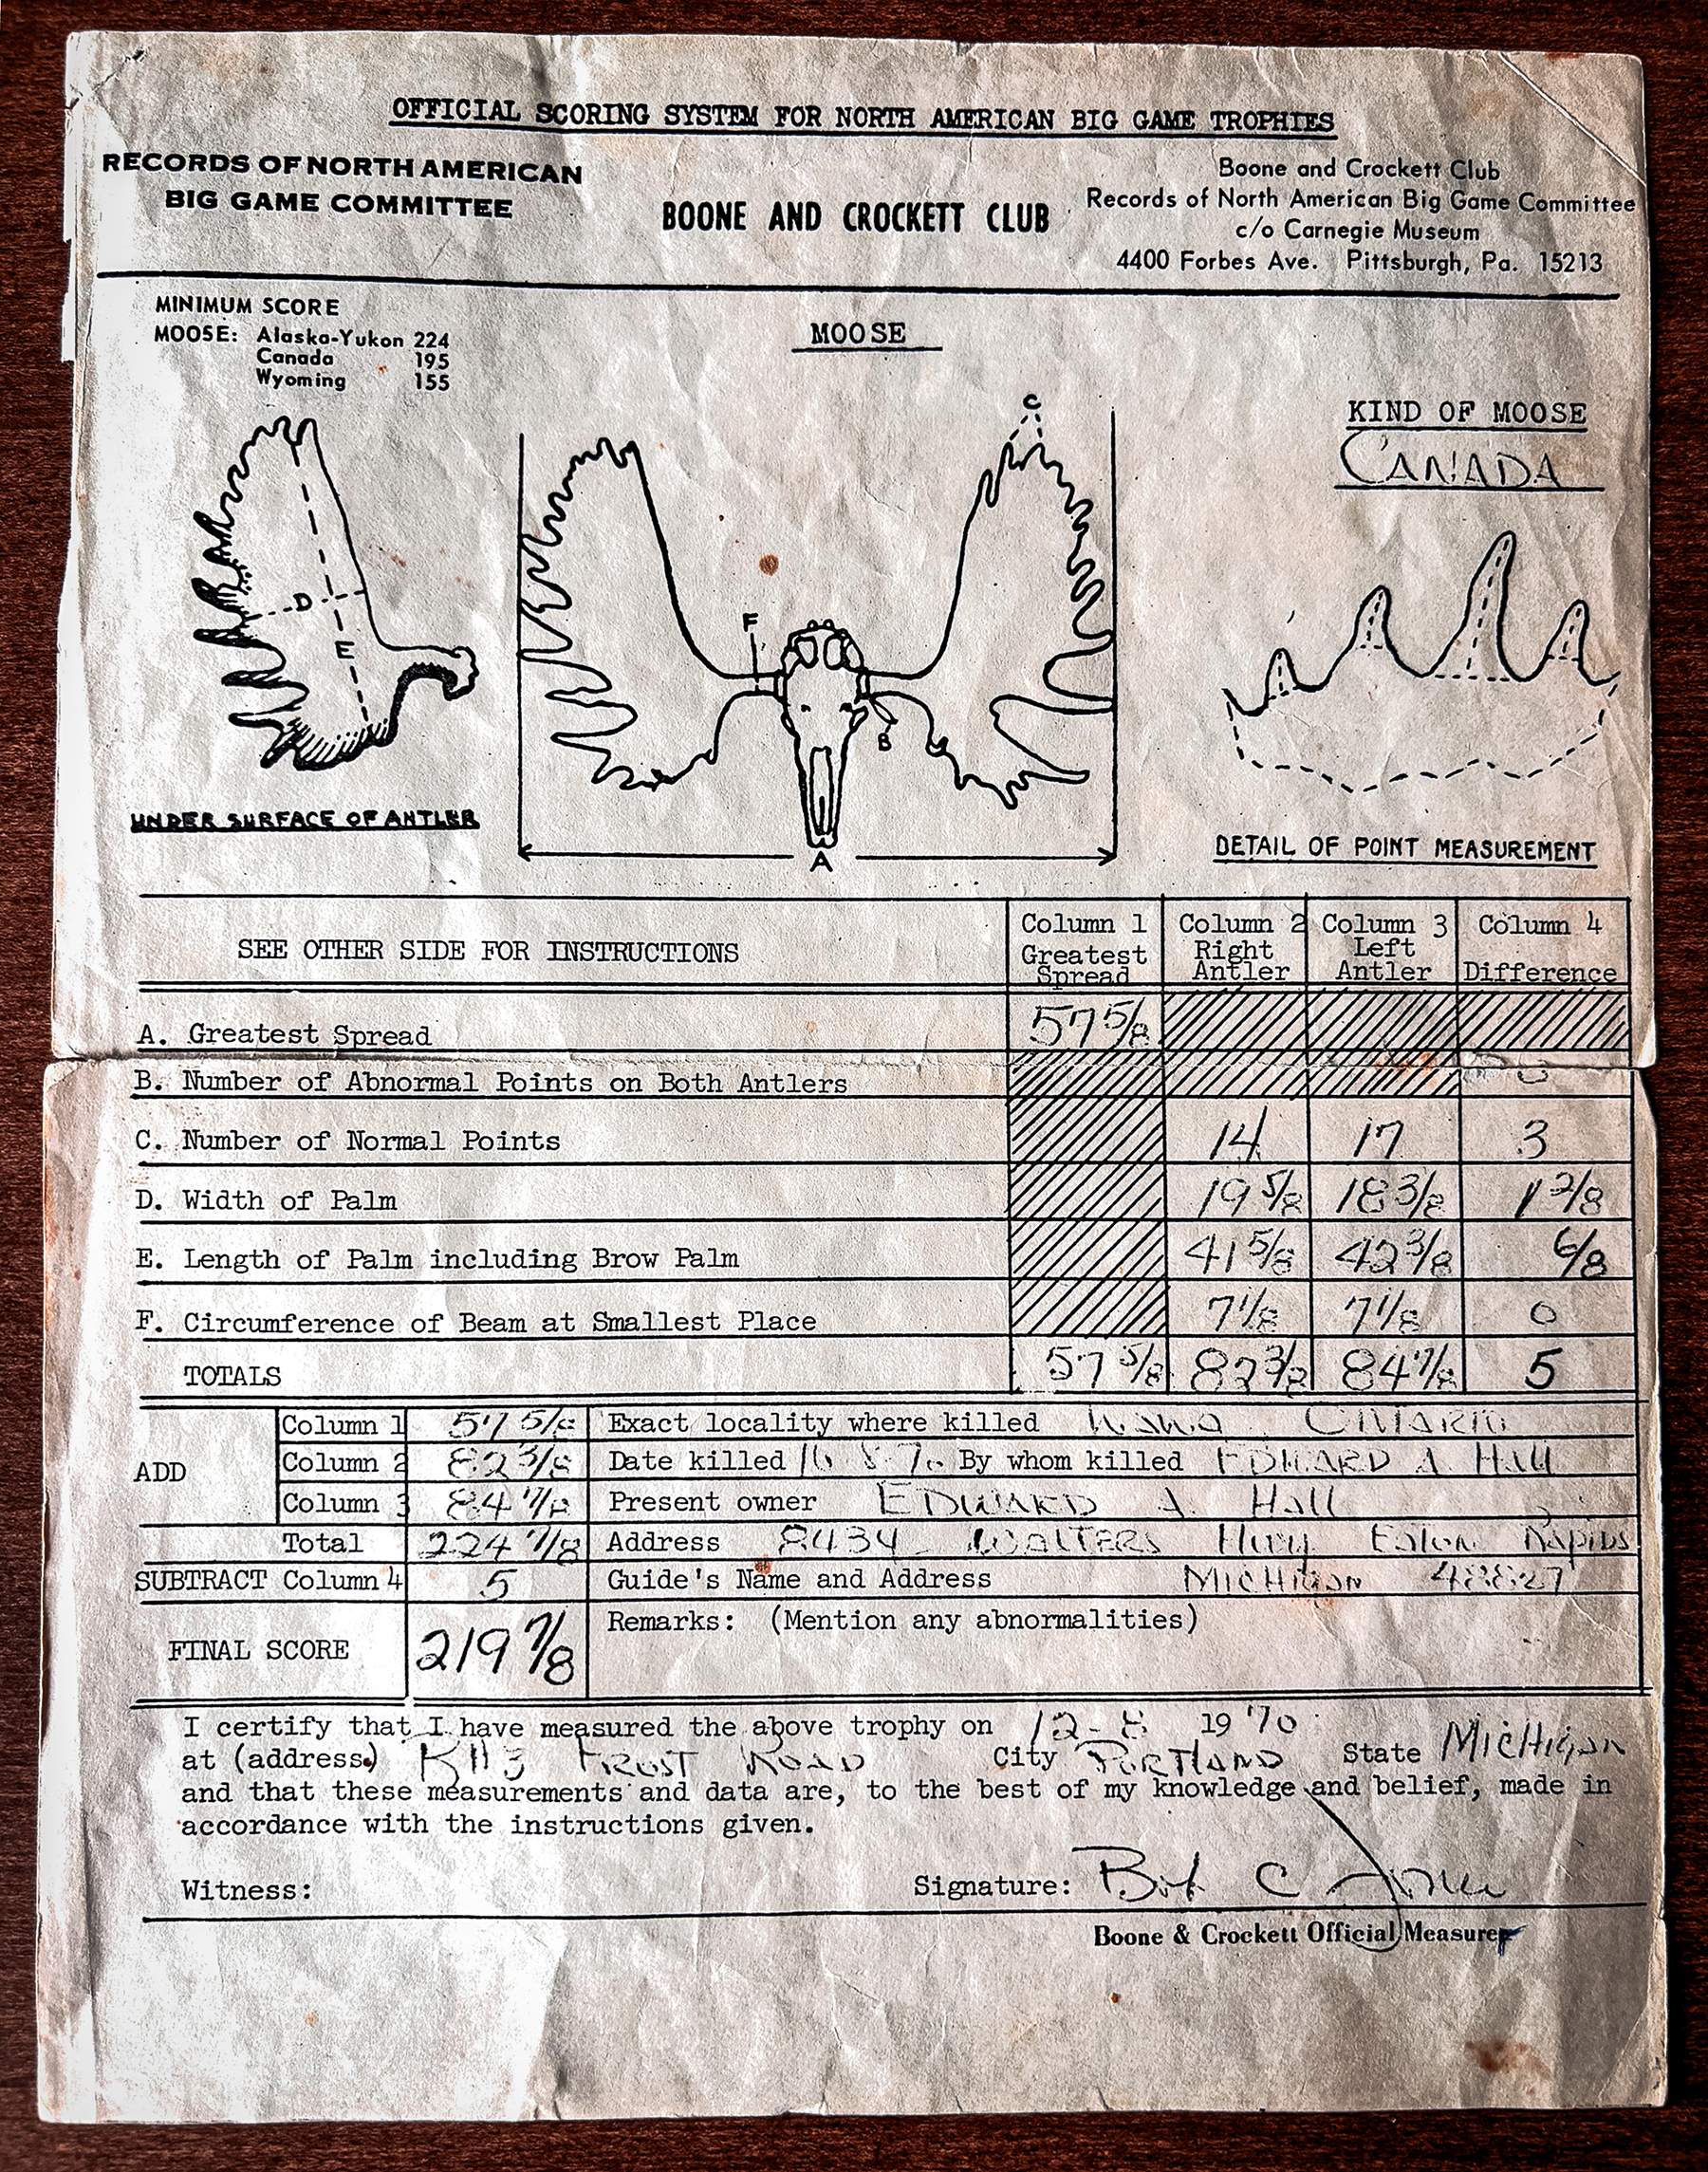 OFFICIAL SCORING SYSTEM FOR NORTH AMERICAN BIG GAME TROPHIES
RECORDS OF NORTH AMERICAN
BIG GAME COMMITTEE
BOONE AND CROCKETT CLUB
Boone and Crockett Club
Records of North American Big Game Committee
c/o Carnegie Museum
4400 Forbes Ave. Pittsburgh, Pa. 15213
MINIMUM SCORE
MOOSE: Alaska-Yukon 224
Canada 195
Wyoming 155
MOOSE
KIND OF MOOSE
CANADA
C
D
E
F
B
A
UNDER SURFACE OF ANTLER
DETAIL OF POINT MEASUREMENT
SEE OTHER SIDE FOR INSTRUCTIONS
Column 1 Greatest Spread
Column 2 Right Antler
Column 3 Left Antler
Column 4 Difference
A. Greatest Spread 57 5/8
B. Number of Abnormal Points on Both Antlers
C. Number of Normal Points 14 17 3
D. Width of Palm 19 5/8 18 3/8 1 2/8
E. Length of Palm including Brow Palm 41 5/8 42 3/8 6/8
F. Circumference of Beam at Smallest Place 7 1/8 7 1/8 0
TOTALS 57 5/8 82 3/8 84 7/8 5
ADD
Column 1 57 5/8 Exact locality where killed Ontario
Column 2 82 3/8 Date killed By whom killed EDWARD A. Hall
Column 3 84 7/8 Present owner EDWARD A. Hall
Total 224 7/8 Address 8434 WALTERS Hwy Eaton Rapids
SUBTRACT Column 4 5 Guide's Name and Address MICHIGAN 48827
FINAL SCORE 219 7/8 Remarks: (Mention any abnormalities)
I certify that I have measured the above trophy on 12-8 19 70
at (address) FROST ROAD City PORTLAND State MICHIGAN
and that these measurements and data are, to the best of my knowledge and belief, made in
accordance with the instructions given.
Witness: Signature:
Boone & Crockett Official Measurer